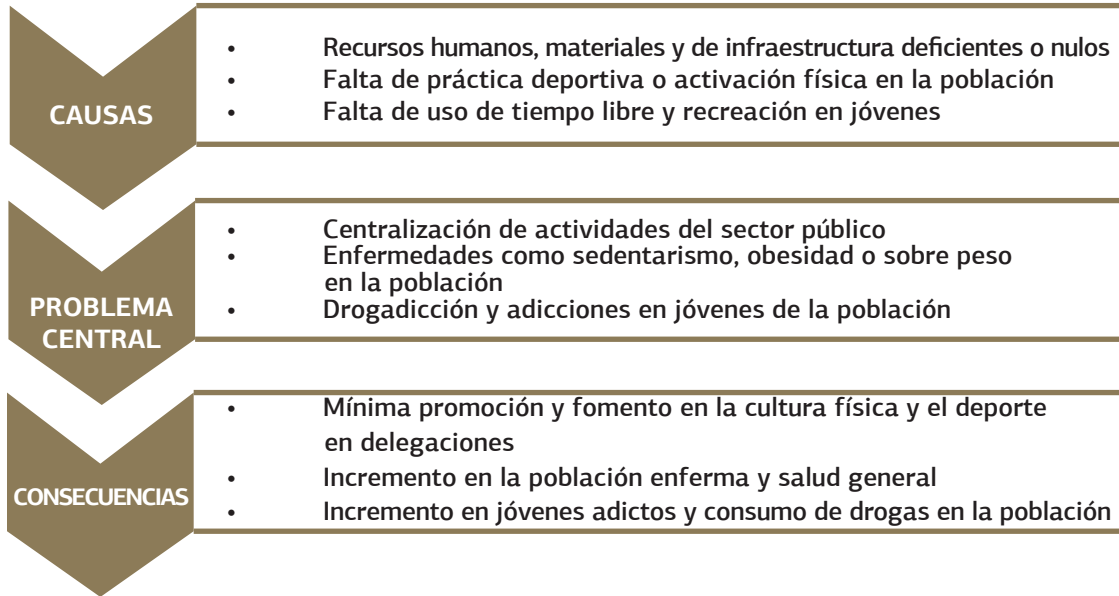 CAUSAS
• Recursos humanos, materiales y de infraestructura deficientes o nulos
• Falta de práctica deportiva o activación física en la población
• Falta de uso de tiempo libre y recreación en jóvenes
PROBLEMA
CENTRAL
• Centralización de actividades del sector público
• Enfermedades como sedentarismo, obesidad o sobre peso
en la población
• Drogadicción y adicciones en jóvenes de la población
CONSECUENCIAS
• Mínima promoción y fomento en la cultura física y el deporte
en delegaciones
• Incremento en la población enferma y salud general
• Incremento en jóvenes adictos y consumo de drogas en la población